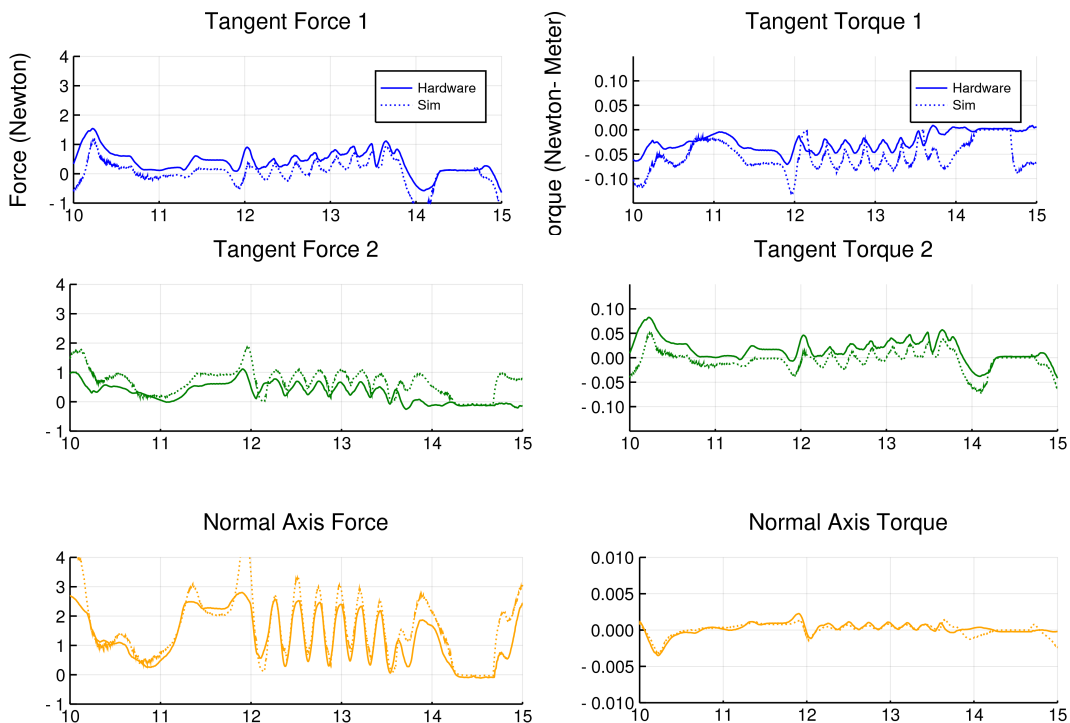 Tangent Force 1
Force (Newton)
4
3
2
1
0
- 1
10 11 12 13 14 15
Hardware
Sim
Tangent Torque 1
orque (Newton- Meter)
0.10
0.05
0.00
- 0.05
- 0.10
10 11 12 13 14 15
Hardware
Sim
Tangent Force 2
4
3
2
1
0
- 1
10 11 12 13 14 15
Tangent Torque 2
0.10
0.05
0.00
- 0.05
- 0.10
10 11 12 13 14 15
Normal Axis Force
4
3
2
1
0
- 1
10 11 12 13 14 15
Normal Axis Torque
0.010
0.005
0.000
- 0.005
- 0.010
10 11 12 13 14 15